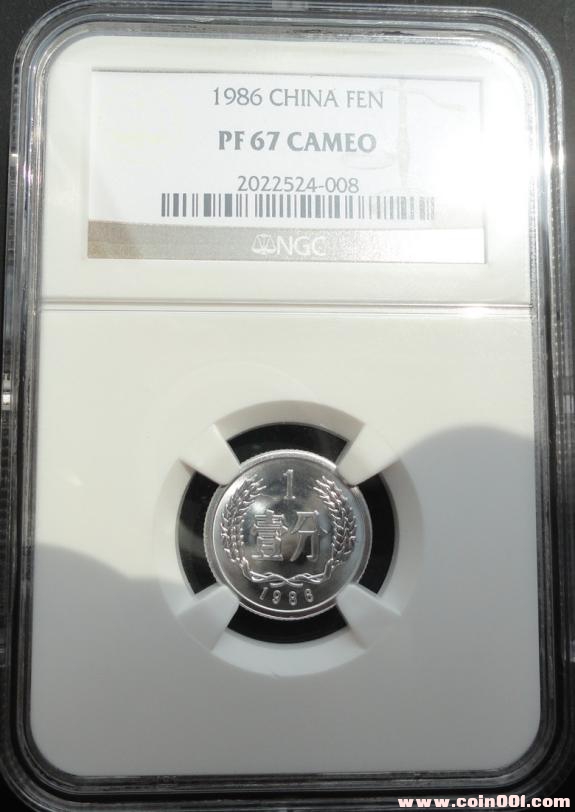 1986 CHINA FEN
PF 67 CAMEO
2022524-008
NGC
1
壹分
1986
www.coin001.com